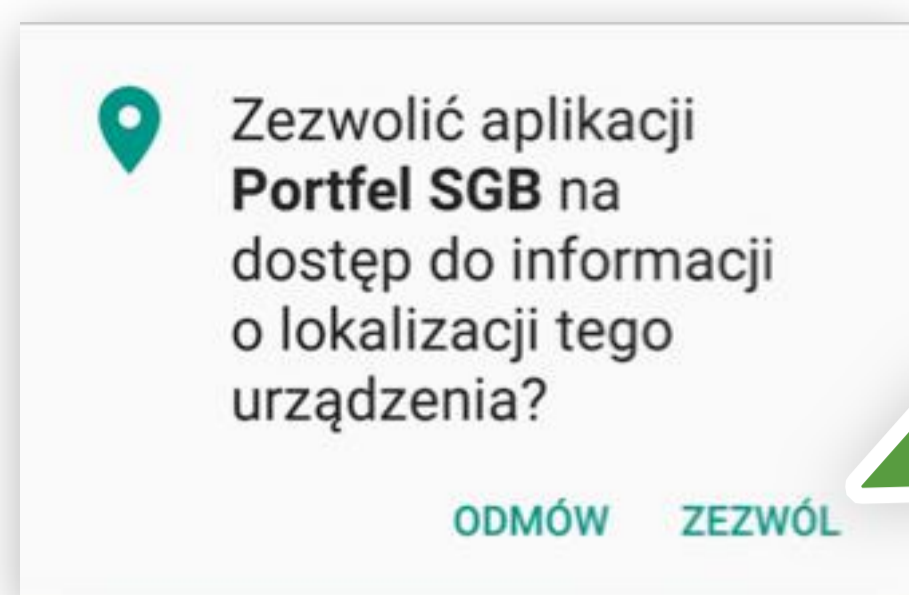 Zezwolić aplikacji
Portfel SGB na
dostęp do informacji
o lokalizacji tego
urządzenia?
ODMÓW ZEZWÓL